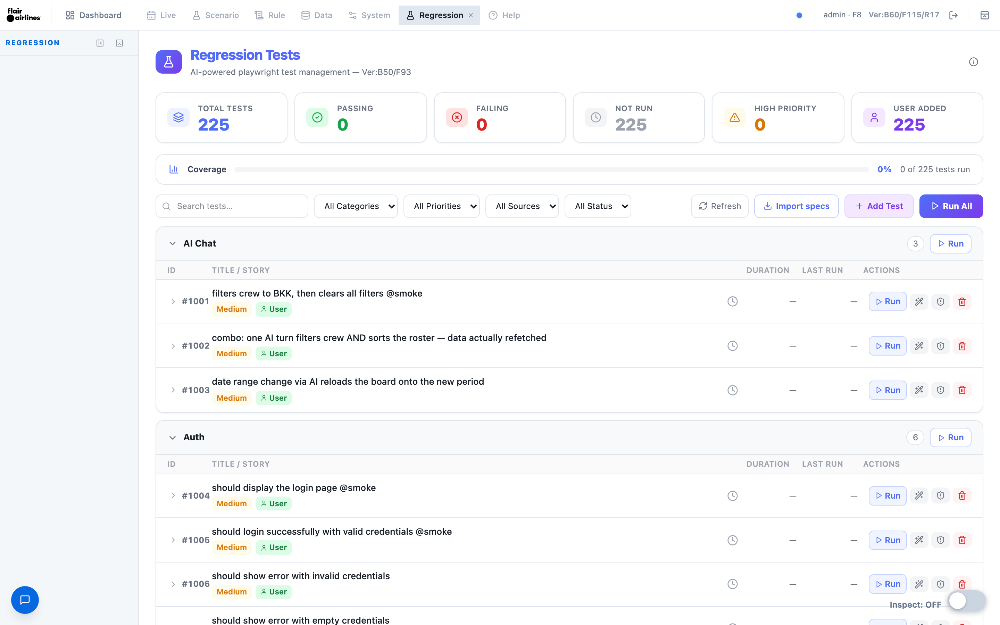 flair
airlines
Dashboard
Live
Scenario
Rule
Data
System
Regression
Help
admin · F8
Ver:B60/F115/R17
REGRESSION
Regression Tests
AI-powered playwright test management — Ver:B50/F93
TOTAL TESTS
225
PASSING
0
FAILING
0
NOT RUN
225
HIGH PRIORITY
0
USER ADDED
225
Coverage
0% 0 of 225 tests run
Search tests...
All Categories
All Priorities
All Sources
All Status
Refresh
Import specs
+ Add Test
Run All
AI Chat
3
Run
ID TITLE / STORY DURATION LAST RUN ACTIONS
#1001 filters crew to BKK, then clears all filters @smoke
Medium User
— — Run
#1002 combo: one AI turn filters crew AND sorts the roster — data actually refetched
Medium User
— — Run
#1003 date range change via AI reloads the board onto the new period
Medium User
— — Run
Auth
6
Run
ID TITLE / STORY DURATION LAST RUN ACTIONS
#1004 should display the login page @smoke
Medium User
— — Run
#1005 should login successfully with valid credentials @smoke
Medium User
— — Run
#1006 should show error with invalid credentials
Medium User
— — Run
Inspect: OFF
should show error with empty credentials